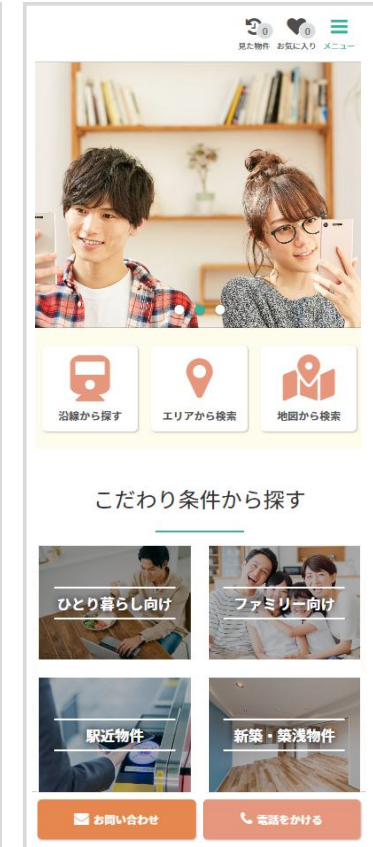 0
0
見た物件 お気に入り メニュー
沿線から探す エリアから検索 地図から検索
こだわり条件から探す
ひとり暮らし向け ファミリー向け
駅近物件 新築・築浅物件
お問い合わせ 電話をかける